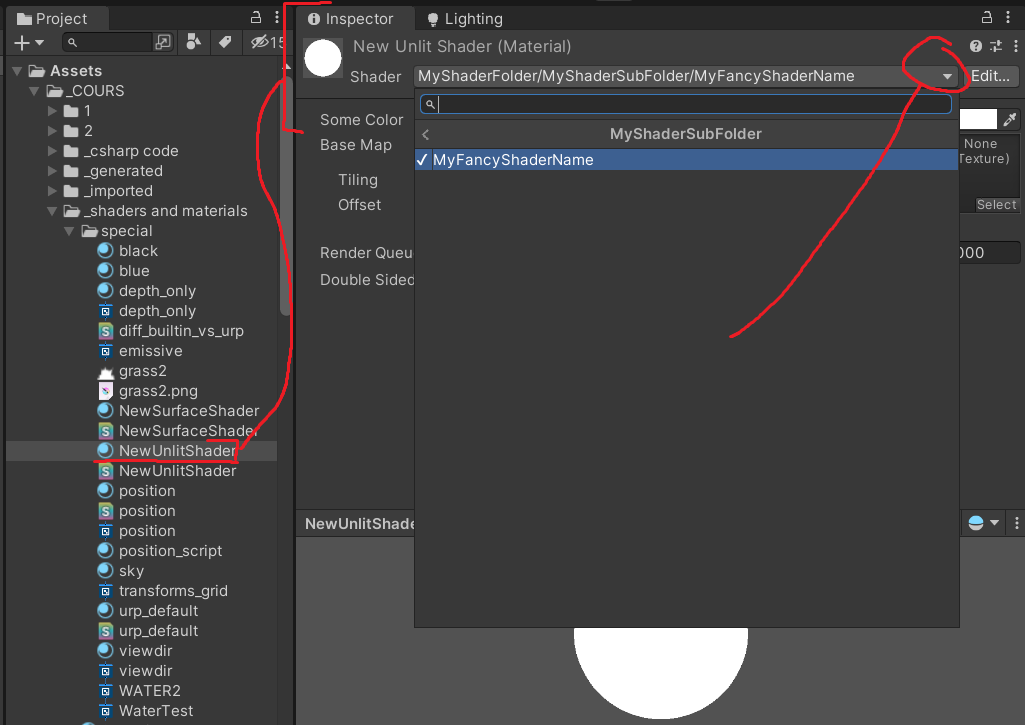 Project
15
Assets
_COURS
1
2
_csharp code
_generated
_imported
_shaders and materials
special
black
blue
depth_only
depth_only
diff_builtin_vs_urp
emissive
grass2
grass2.png
NewSurfaceShader
NewSurfaceShader
NewUnlitShader
NewUnlitShader
position
position
position
position_script
sky
transforms_grid
urp_default
urp_default
viewdir
viewdir
WATER2
WaterTest
Inspector
Lighting
New Unlit Shader (Material)
Shader MyShaderFolder/MyShaderSubFolder/MyFancyShaderName Edit...
MyShaderSubFolder
MyFancyShaderName
Some Color
Base Map
None
Texture)
Tiling
Offset
Select
Render Queu
000
Double Sided
NewUnlitShade